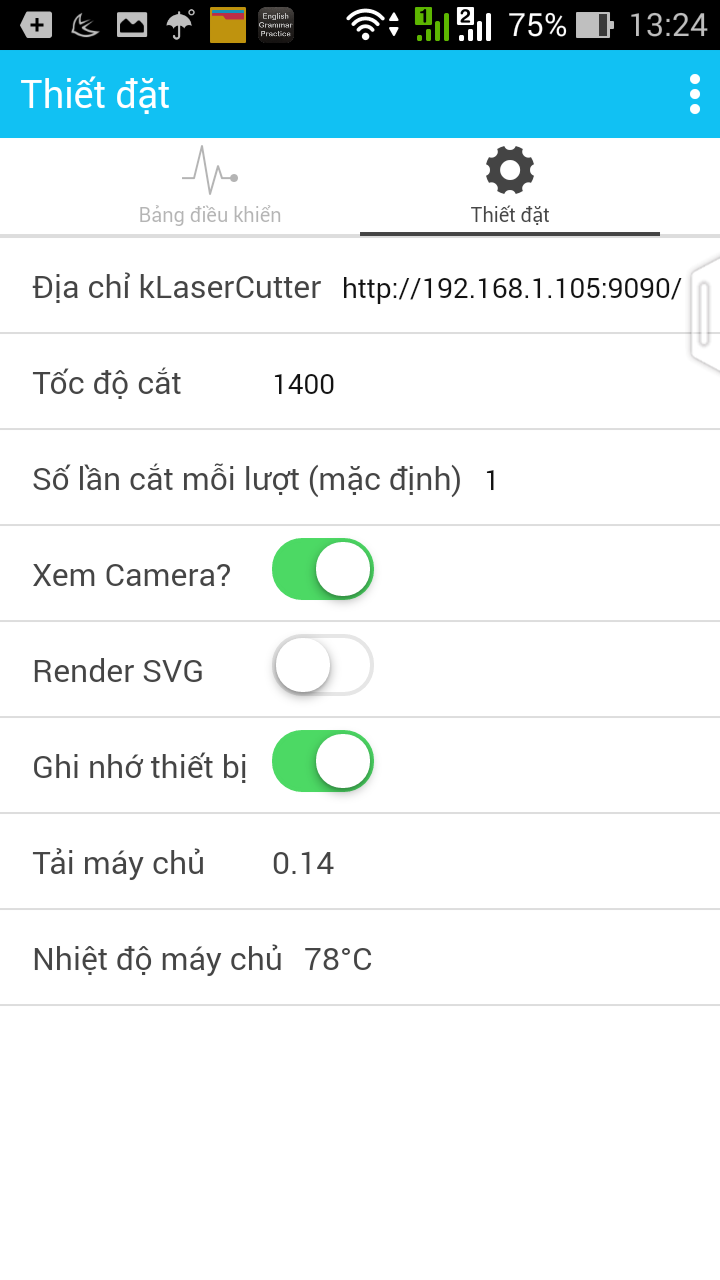 English
Grammar
Practice
1
2
75%
13:24
Thiết đặt
Bảng điều khiển
Thiết đặt
Địa chỉ kLaserCutter http://192.168.1.105:9090/
Tốc độ cắt 1400
Số lần cắt mỗi lượt (mặc định) 1
Xem Camera?
Render SVG
Ghi nhớ thiết bị
Tải máy chủ 0.14
Nhiệt độ máy chủ 78°C